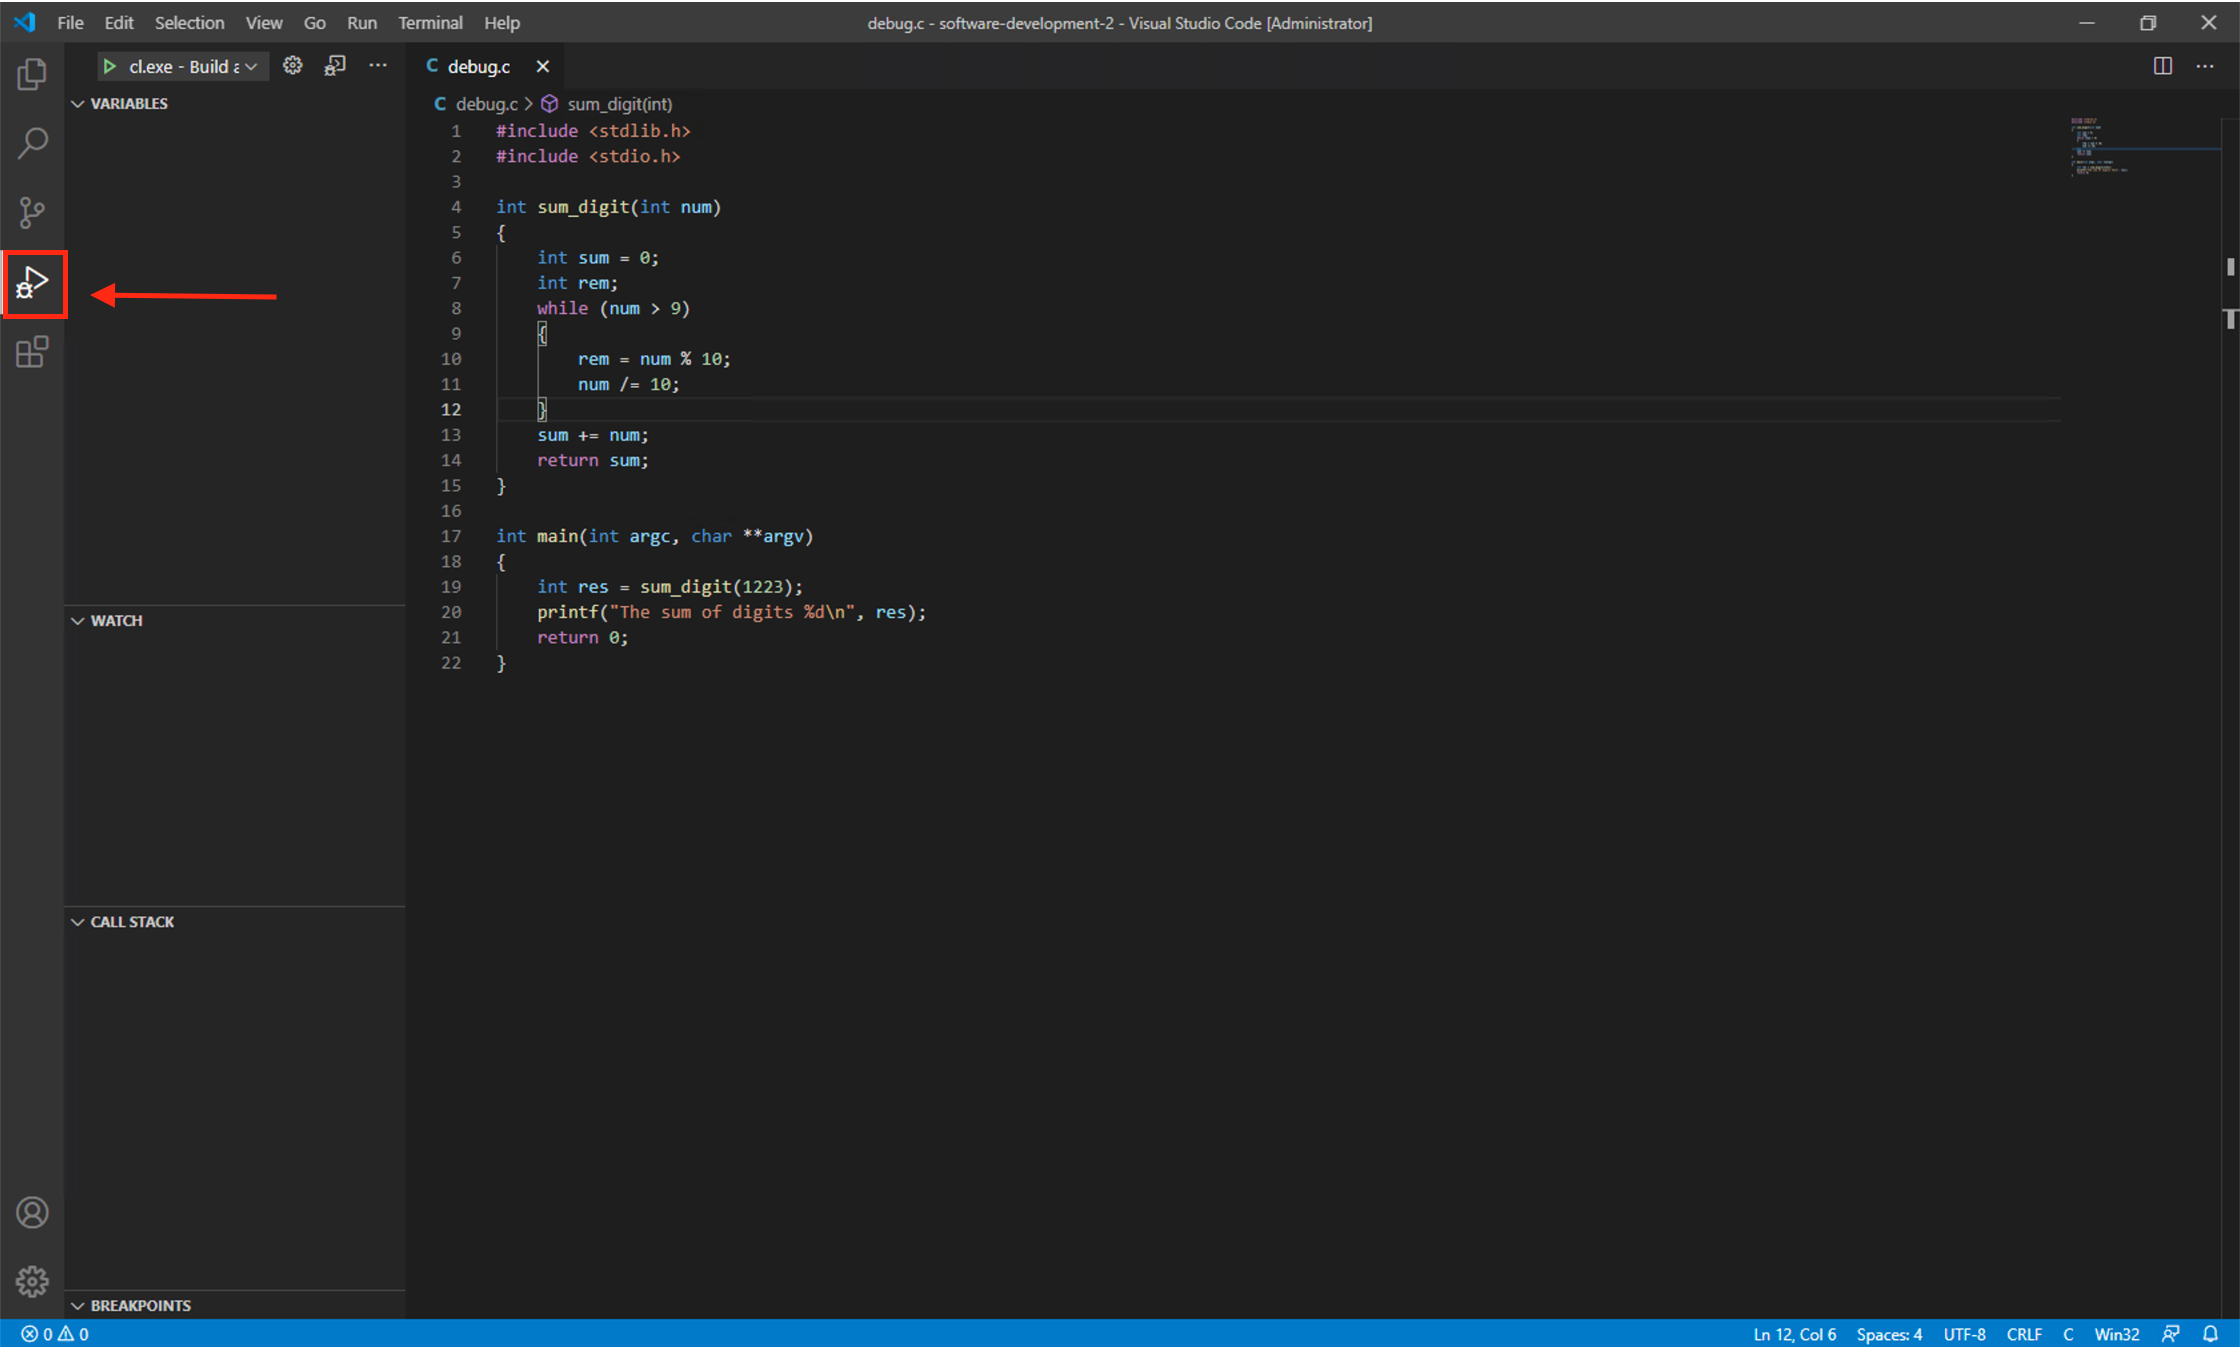 File Edit Selection View Go Run Terminal Help
debug.c - software-development-2 - Visual Studio Code [Administrator]
cl.exe - Build a
VARIABLES
WATCH
CALL STACK
BREAKPOINTS
debug.c
debug.c > sum_digit(int)
1 #include <stdlib.h>
2 #include <stdio.h>
3
4 int sum_digit(int num)
5 {
6     int sum = 0;
7     int rem;
8     while (num > 9)
9     {
10         rem = num % 10;
11         num /= 10;
12     }
13     sum += num;
14     return sum;
15 }
16
17 int main(int argc, char **argv)
18 {
19     int res = sum_digit(1223);
20     printf("The sum of digits %d\n", res);
21     return 0;
22 }
0 0
Ln 12, Col 6 Spaces: 4 UTF-8 CRLF C Win32